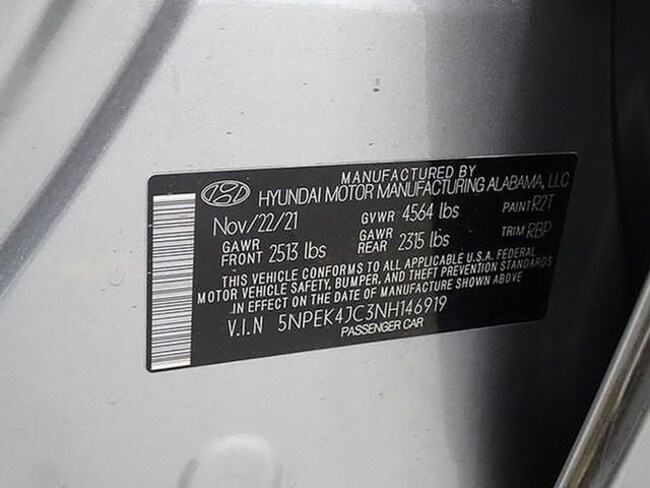 MANUFACTURED BY
HYUNDAI MOTOR MANUFACTURING ALABAMA, LLC
Nov/22/21 GVWR 4564 lbs PAINT R2T
GAWR FRONT 2513 lbs GAWR REAR 2315 lbs TRIM RBP
THIS VEHICLE CONFORMS TO ALL APPLICABLE U.S.A. FEDERAL
MOTOR VEHICLE SAFETY, BUMPER, AND THEFT PREVENTION STANDARDS
IN EFFECT ON THE DATE OF MANUFACTURE SHOWN ABOVE
V.I.N 5NPEK4JC3NH146919
PASSENGER CAR